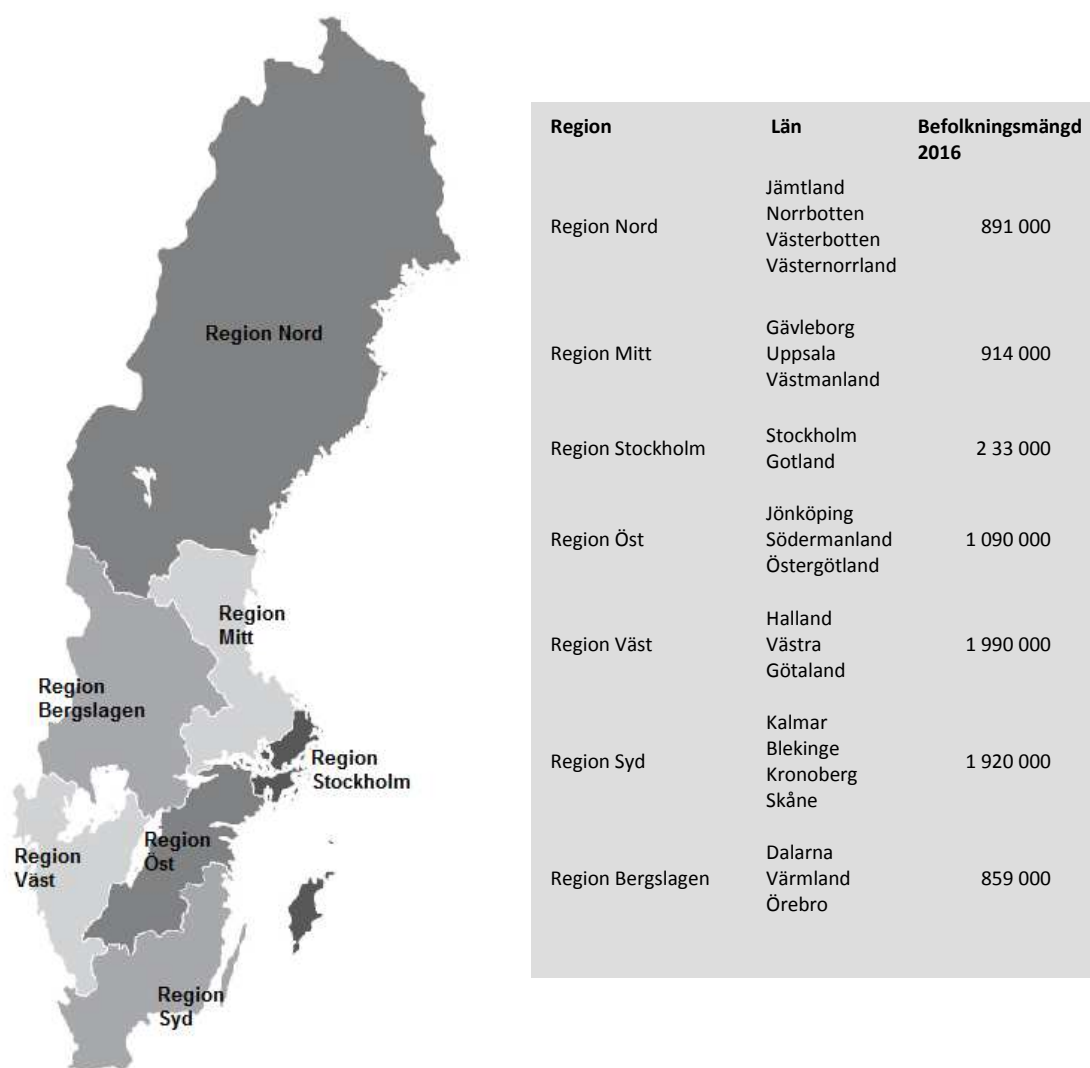 Region Nord
Region
Mitt
Region
Bergslagen
Region
Stockholm
Region
Öst
Region
Väst
Region
Syd
Region Län Befolkningsmängd
2016
Region Nord
Jämtland
Norrbotten
Västerbotten
Västernorrland
891 000
Region Mitt
Gävleborg
Uppsala
Västmanland
914 000
Region Stockholm
Stockholm
Gotland
2 33 000
Region Öst
Jönköping
Södermanland
Östergötland
1 090 000
Region Väst
Halland
Västra
Götaland
1 990 000
Region Syd
Kalmar
Blekinge
Kronoberg
Skåne
1 920 000
Region Bergslagen
Dalarna
Värmland
Örebro
859 000